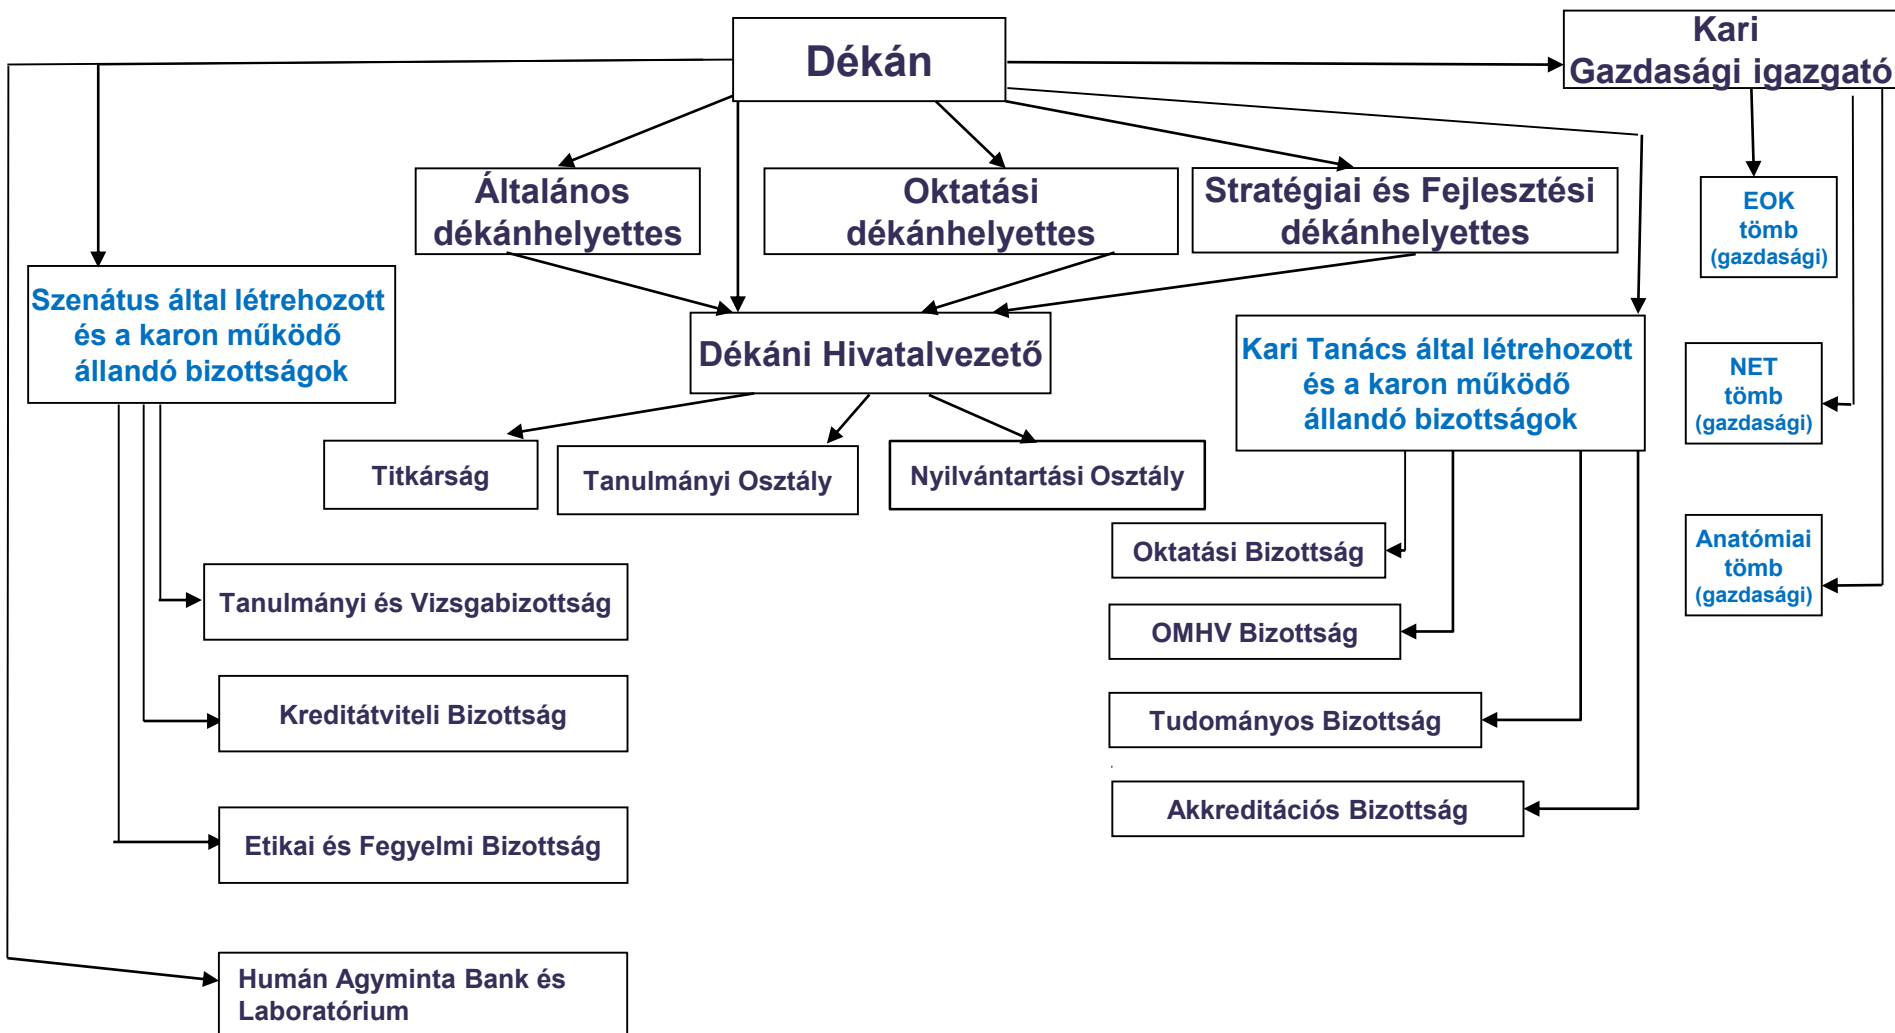 Dékán
Kari
Gazdasági igazgató
Általános
dékánhelyettes
Oktatási
dékánhelyettes
Stratégiai és Fejlesztési
dékánhelyettes
EOK
tömb
(gazdasági)
Szenátus által létrehozott
és a karon működő
állandó bizottságok
Dékáni Hivatalvezető
Kari Tanács által létrehozott
és a karon működő
állandó bizottságok
NET
tömb
(gazdasági)
Titkárság
Tanulmányi Osztály
Nyilvántartási Osztály
Anatómiai
tömb
(gazdasági)
Oktatási Bizottság
Tanulmányi és Vizsgabizottság
OMHV Bizottság
Kreditátviteli Bizottság
Tudományos Bizottság
Akkreditációs Bizottság
Etikai és Fegyelmi Bizottság
Humán Agyminta Bank és
Laboratórium